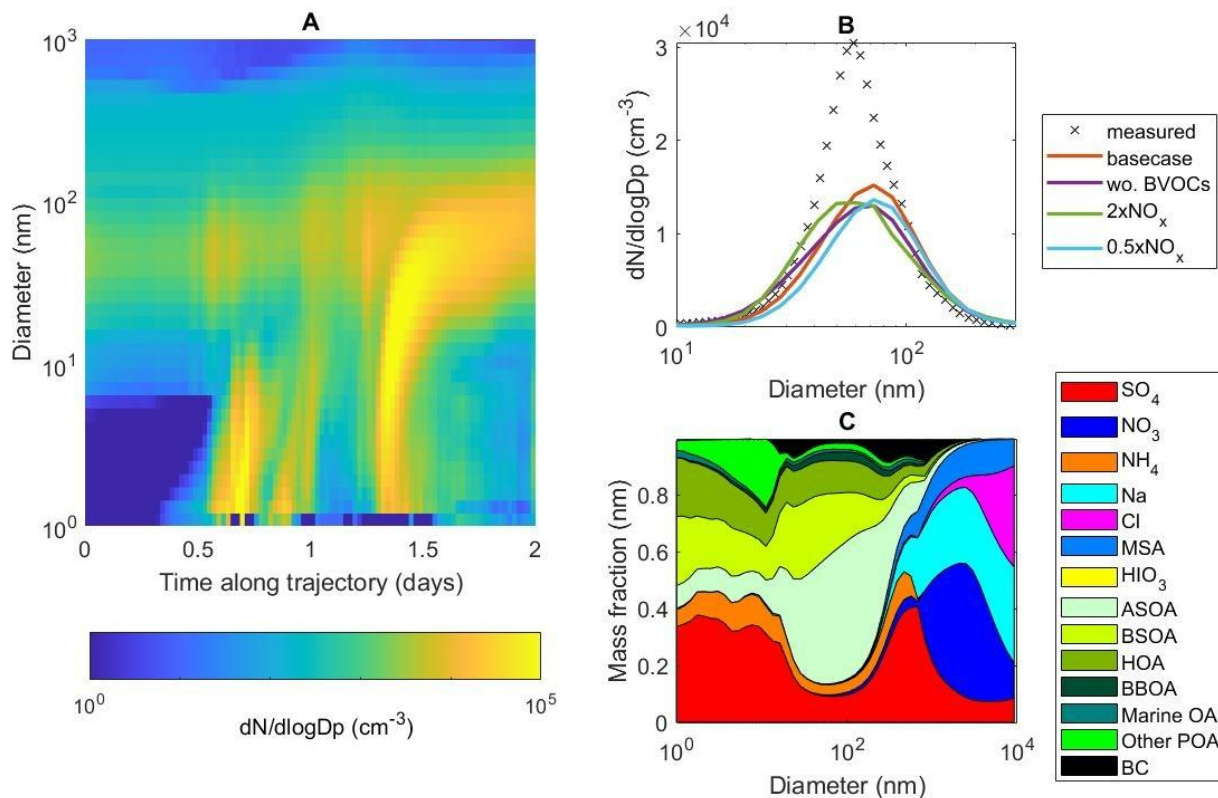 A
Diameter (nm)
10^3
10^2
10^1
10^0
0 0.5 1 1.5 2
Time along trajectory (days)
10^0 10^5
dN/dlogDp (cm^-3)
B
× 10^4
dN/dlogDp (cm^-3)
3
2
1
0
10^1 10^2
Diameter (nm)
measured
basecase
wo. BVOCs
2xNO_x
0.5xNO_x
C
Mass fraction (nm)
0.8
0.6
0.4
0.2
0
10^0 10^2 10^4
Diameter (nm)
SO_4
NO_3
NH_4
Na
Cl
MSA
HIO_3
ASOA
BSOA
HOA
BBOA
Marine OA
Other POA
BC